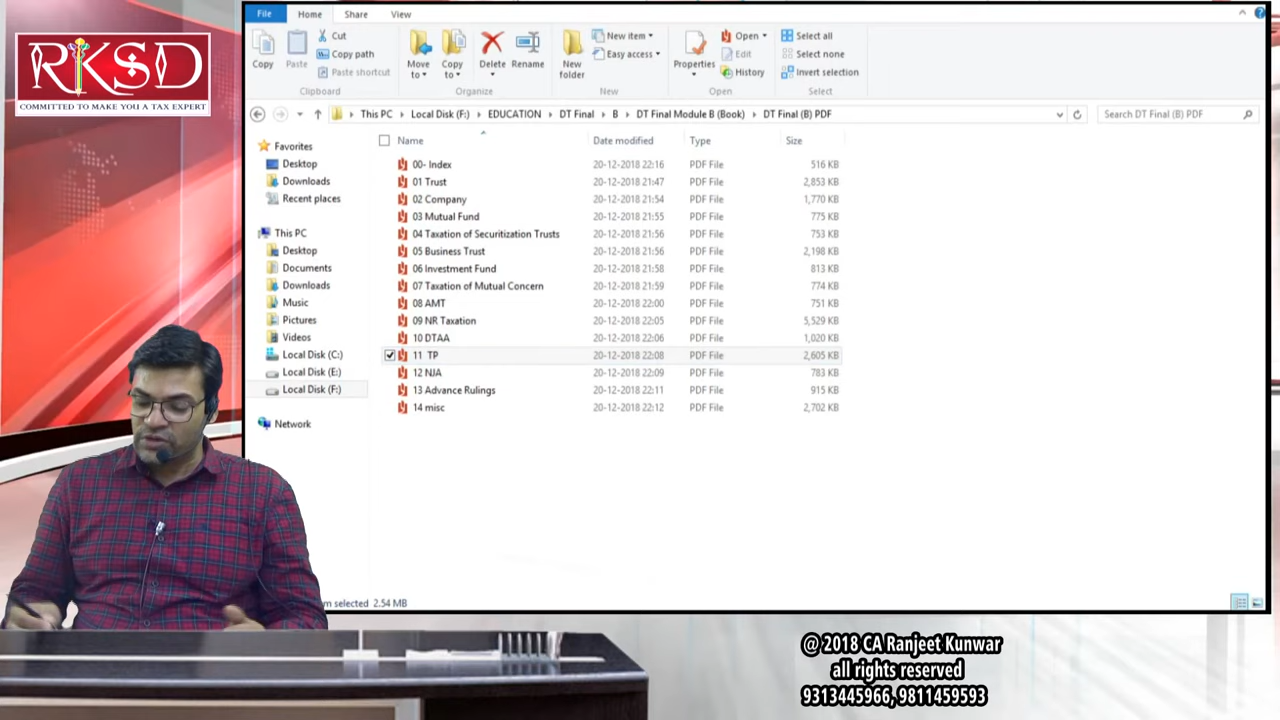 RKSD
COMMITTED TO MAKE YOU A TAX EXPERT
File Home Share View
Copy
Paste
Cut
Copy path
Paste shortcut
Clipboard
Move to
Copy to
Delete
Rename
Organize
New folder
New item
Easy access
New
Properties
Open
Edit
History
Open
Select all
Select none
Invert selection
Select
This PC Local Disk (F:) EDUCATION DT Final B DT Final Module B (Book) DT Final (B) PDF
Search DT Final (B) PDF
Favorites
Desktop
Downloads
Recent places
This PC
Desktop
Documents
Downloads
Music
Pictures
Videos
Local Disk (C:)
Local Disk (E:)
Local Disk (F:)
Network
Name Date modified Type Size
00- Index 20-12-2018 22:16 PDF File 516 KB
01 Trust 20-12-2018 21:47 PDF File 2,853 KB
02 Company 20-12-2018 21:54 PDF File 1,770 KB
03 Mutual Fund 20-12-2018 21:55 PDF File 775 KB
04 Taxation of Securitization Trusts 20-12-2018 21:56 PDF File 753 KB
05 Business Trust 20-12-2018 21:56 PDF File 2,198 KB
06 Investment Fund 20-12-2018 21:58 PDF File 813 KB
07 Taxation of Mutual Concern 20-12-2018 21:59 PDF File 774 KB
08 AMT 20-12-2018 22:00 PDF File 751 KB
09 NR Taxation 20-12-2018 22:05 PDF File 5,529 KB
10 DTAA 20-12-2018 22:06 PDF File 1,020 KB
11 TP 20-12-2018 22:08 PDF File 2,605 KB
12 NJA 20-12-2018 22:09 PDF File 783 KB
13 Advance Rulings 20-12-2018 22:11 PDF File 915 KB
14 misc 20-12-2018 22:12 PDF File 2,702 KB
m selected 2.54 MB
@ 2018 CA Ranjeet Kunwar
all rights reserved
9313445966, 9811459593